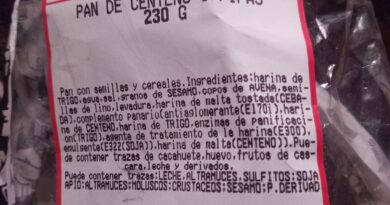 PAN DE CENTENO
230 G
Pan con semillas y cereales.Ingredientes:harina de
TRIGO,agua,sal,granos de SESAMO,copos de AVENA,semi-
llas de lino,levadura,harina de malta tostada(CEBA-
DA),complemento panario(antiaglomerante(E170),hari-
na de CENTENO,harina de TRIGO,enzimas de panificaci-
on(TRIGO),agente de tratamiento de la harina(E300),
emulsente(E322(SOJA)),harina de malta(CENTENO)).Pue-
de contener trazas de cacahuete,huevo,frutos de cas-
cara,leche y derivados.
Puede contener trazas:LECHE.ALTRAMUCES.SULFITOS:SOJA
APIO:ALTRAMUCES:MOLUSCOS:CRUSTACEOS:SESAMO:P.DERIVAD